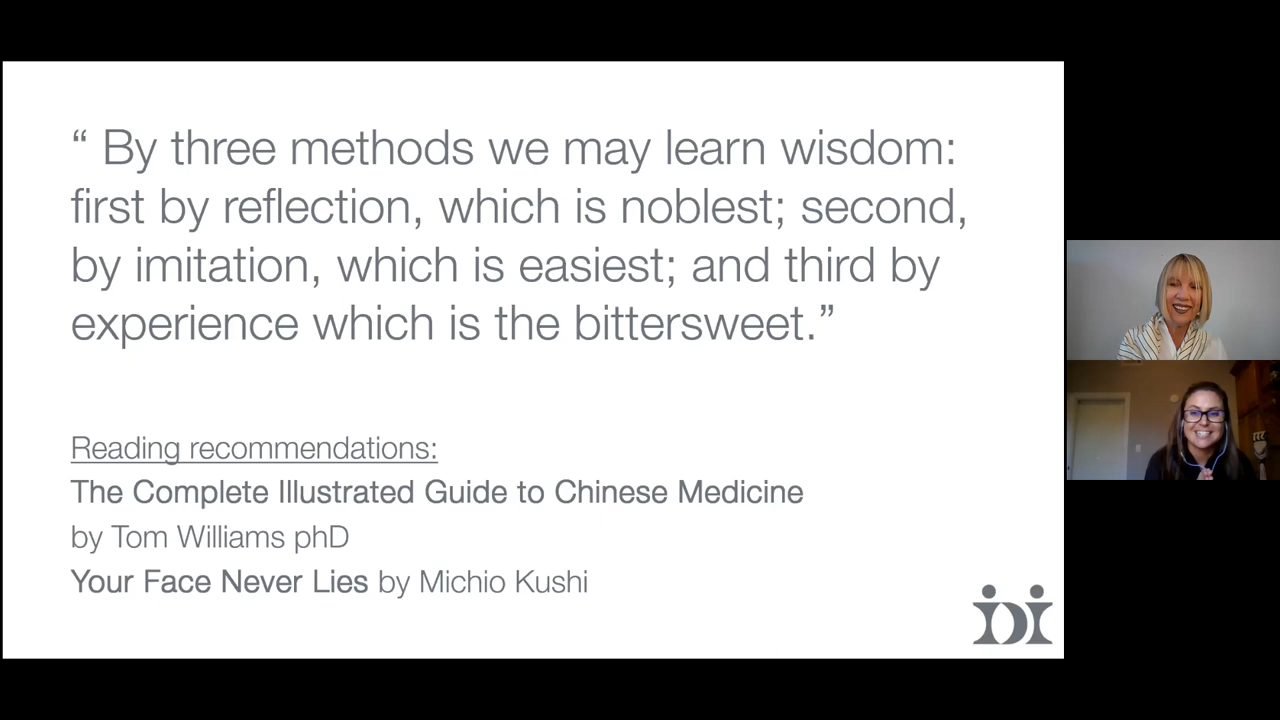 “ By three methods we may learn wisdom:
first by reflection, which is noblest; second,
by imitation, which is easiest; and third by
experience which is the bittersweet.”
Reading recommendations:
The Complete Illustrated Guide to Chinese Medicine
by Tom Williams phD
Your Face Never Lies by Michio Kushi
iDi